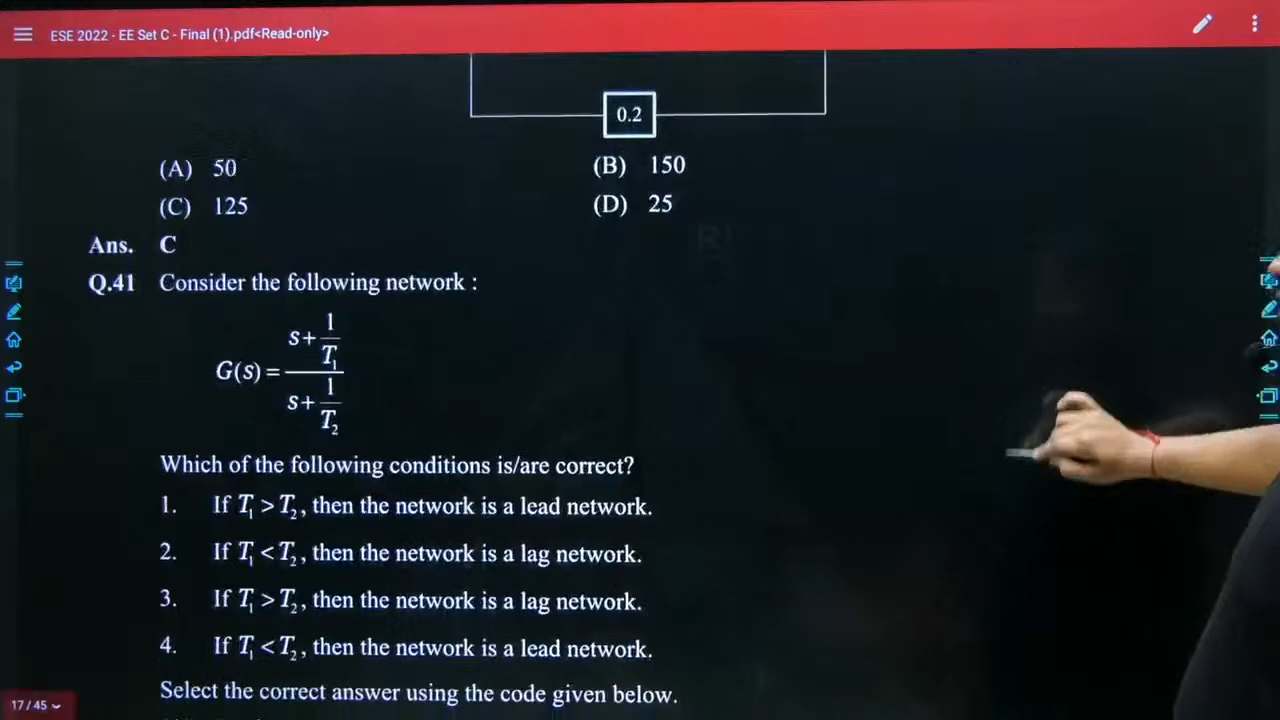 ESE 2022 - EE Set C - Final (1).pdf<Read-only>
0.2
(A) 50 (B) 150
(C) 125 (D) 25
Ans. C
Q.41 Consider the following network :
G(s) = (s + 1/T₁) / (s + 1/T₂)
Which of the following conditions is/are correct?
1. If T₁ > T₂, then the network is a lead network.
2. If T₁ < T₂, then the network is a lag network.
3. If T₁ > T₂, then the network is a lag network.
4. If T₁ < T₂, then the network is a lead network.
Select the correct answer using the code given below.
17 / 45